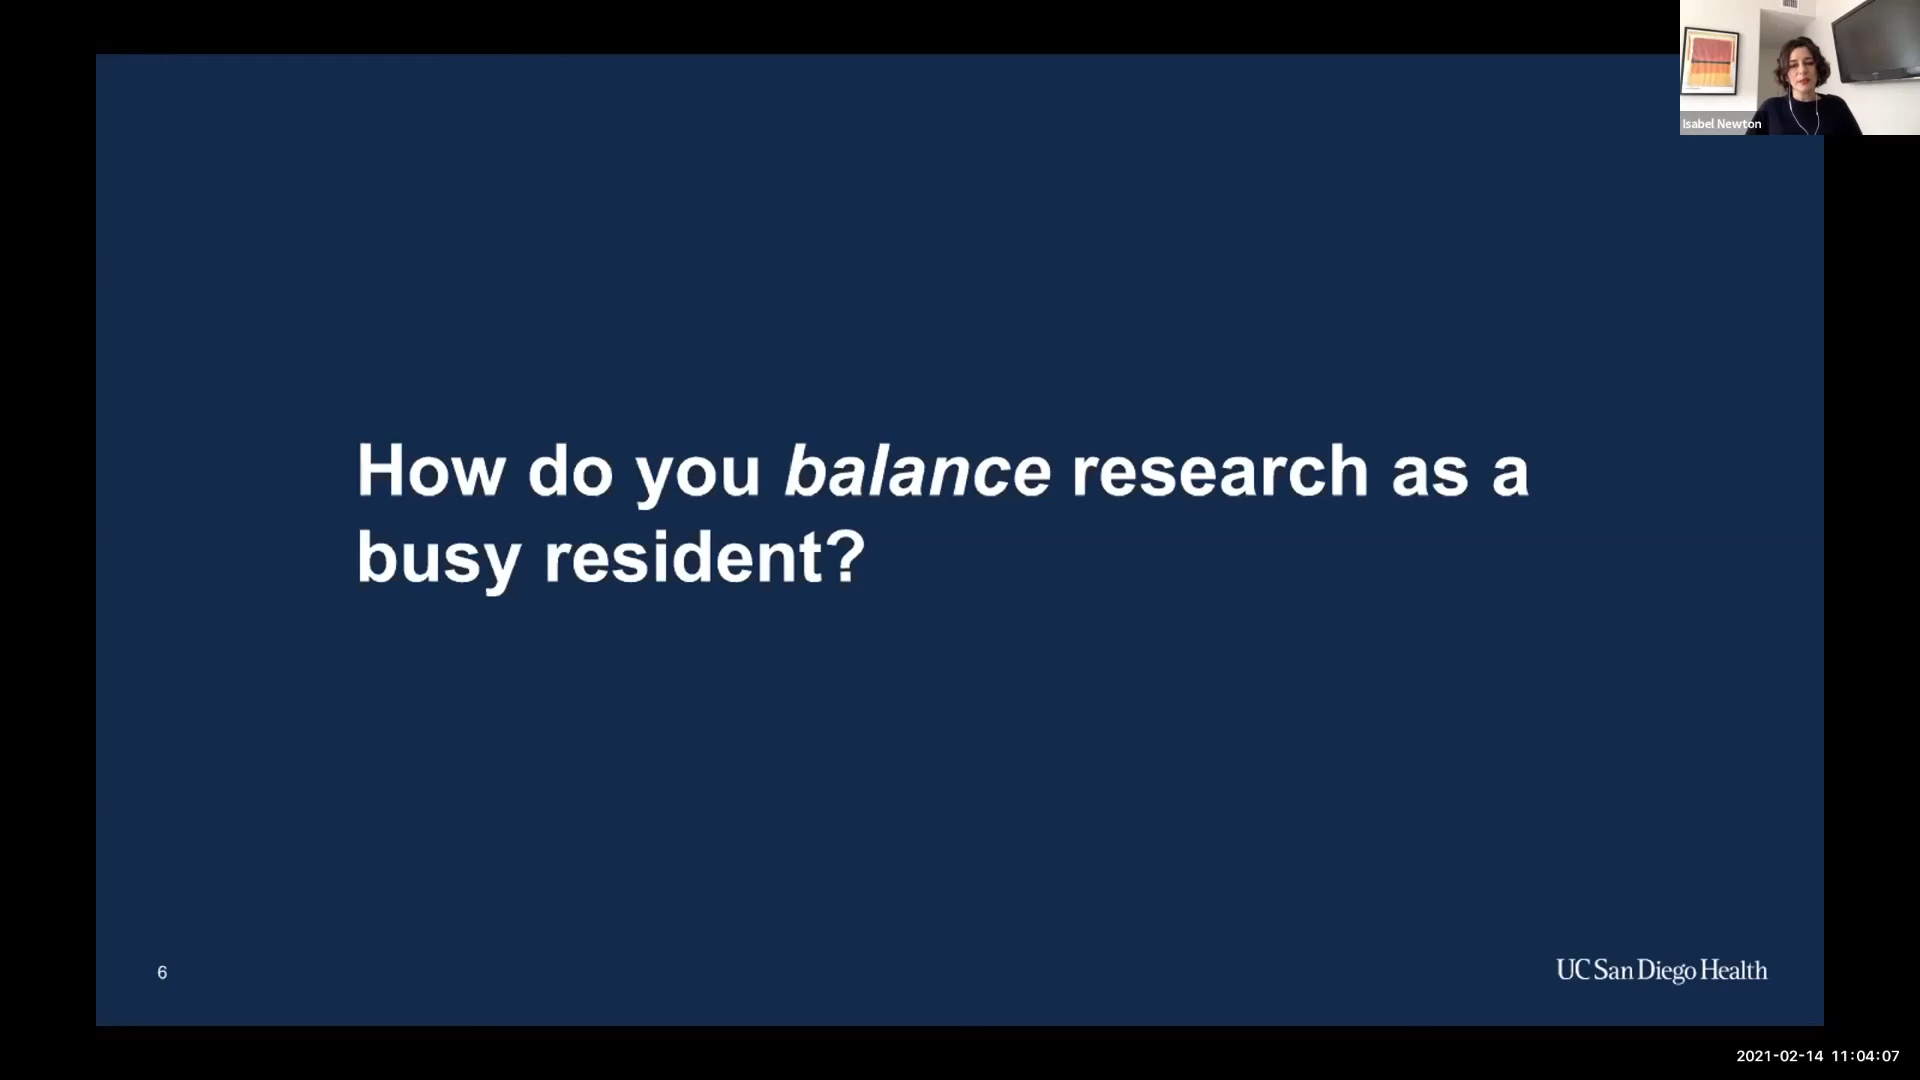 Isabel Newton
How do you balance research as a
busy resident?
6
UC San Diego Health
2021-02-14 11:04:07